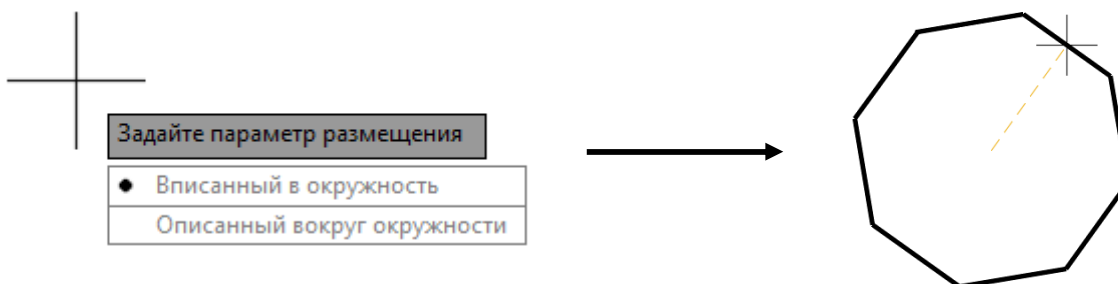 Задайте параметр размещения
Вписанный в окружность
Описанный вокруг окружности